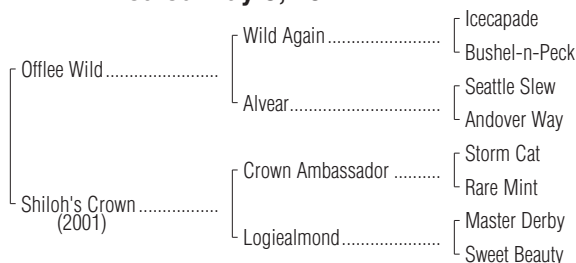 Icecapade
Wild Again
Bushel-n-Peck
Offlee Wild
Seattle Slew
Alvear
Andover Way
Storm Cat
Crown Ambassador
Rare Mint
Shiloh's Crown
(2001)
Master Derby
Logiealmond
Sweet Beauty